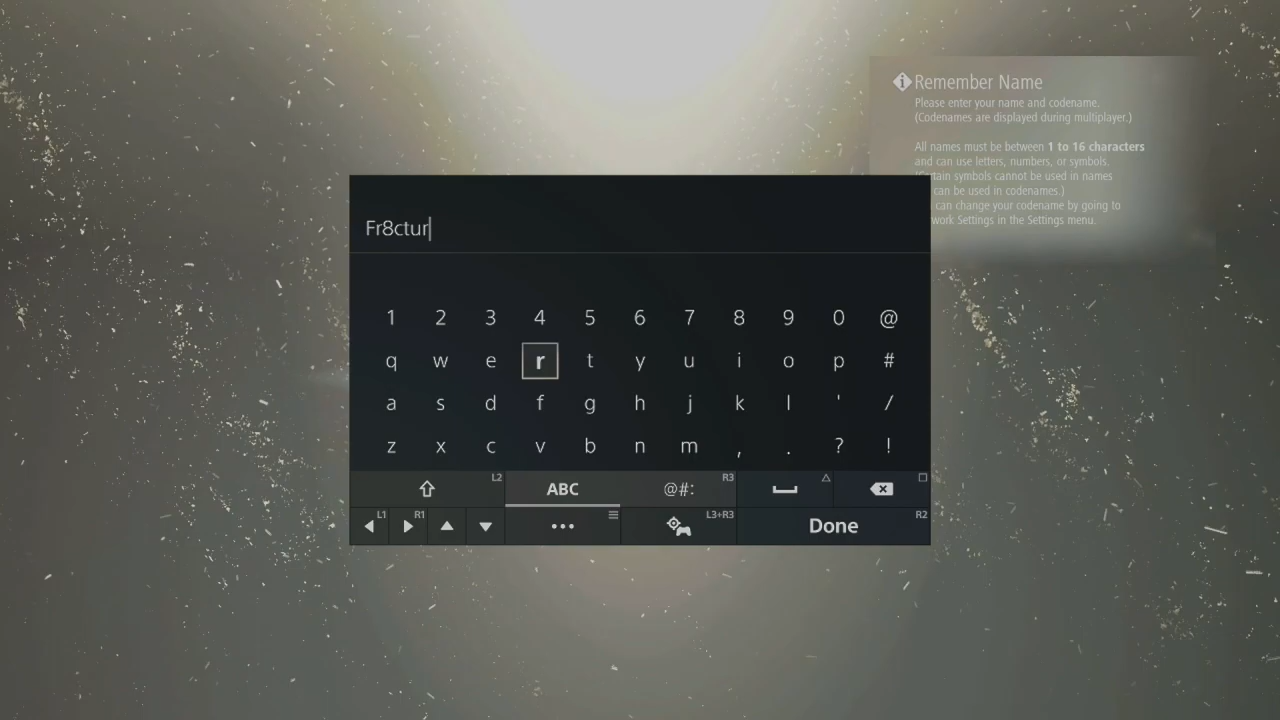 Remember Name
Please enter your name and codename.
(Codenames are displayed during multiplayer.)
All names must be between 1 to 16 characters
and can use letters, numbers, or symbols.
(Certain symbols cannot be used in names
can be used in codenames.)
can change your codename by going to
work Settings in the Settings menu.
Fr8ctur
1 2 3 4 5 6 7 8 9 0 @
q w e r t y u i o p #
a s d f g h j k l ' /
z x c v b n m , . ? !
L2 ABC @#: R3 △ □
L1 R1 ••• L3+R3 Done R2